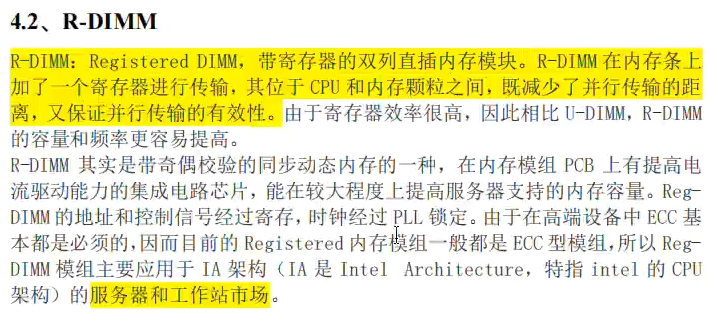 4.2、R-DIMM
R-DIMM：Registered DIMM，带寄存器的双列直插内存模块。R-DIMM 在内存条上
加了一个寄存器进行传输，其位于 CPU 和内存颗粒之间，既减少了并行传输的距
离，又保证并行传输的有效性。由于寄存器效率很高，因此相比 U-DIMM，R-DIMM
的容量和频率更容易提高。
R-DIMM 其实是带奇偶校验的同步动态内存的一种，在内存模组 PCB 上有提高电
流驱动能力的集成电路芯片，能在较大程度上提高服务器支持的内存容量。Reg-
DIMM 的地址和控制信号经过寄存，时钟经过 PLL 锁定。由于在高端设备中 ECC 基
本都是必须的，因而目前的 Registered 内存模组一般都是 ECC 型模组，所以 Reg-
DIMM 模组主要应用于 IA 架构（IA 是 Intel Architecture，特指 intel 的 CPU
架构）的服务器和工作站市场。